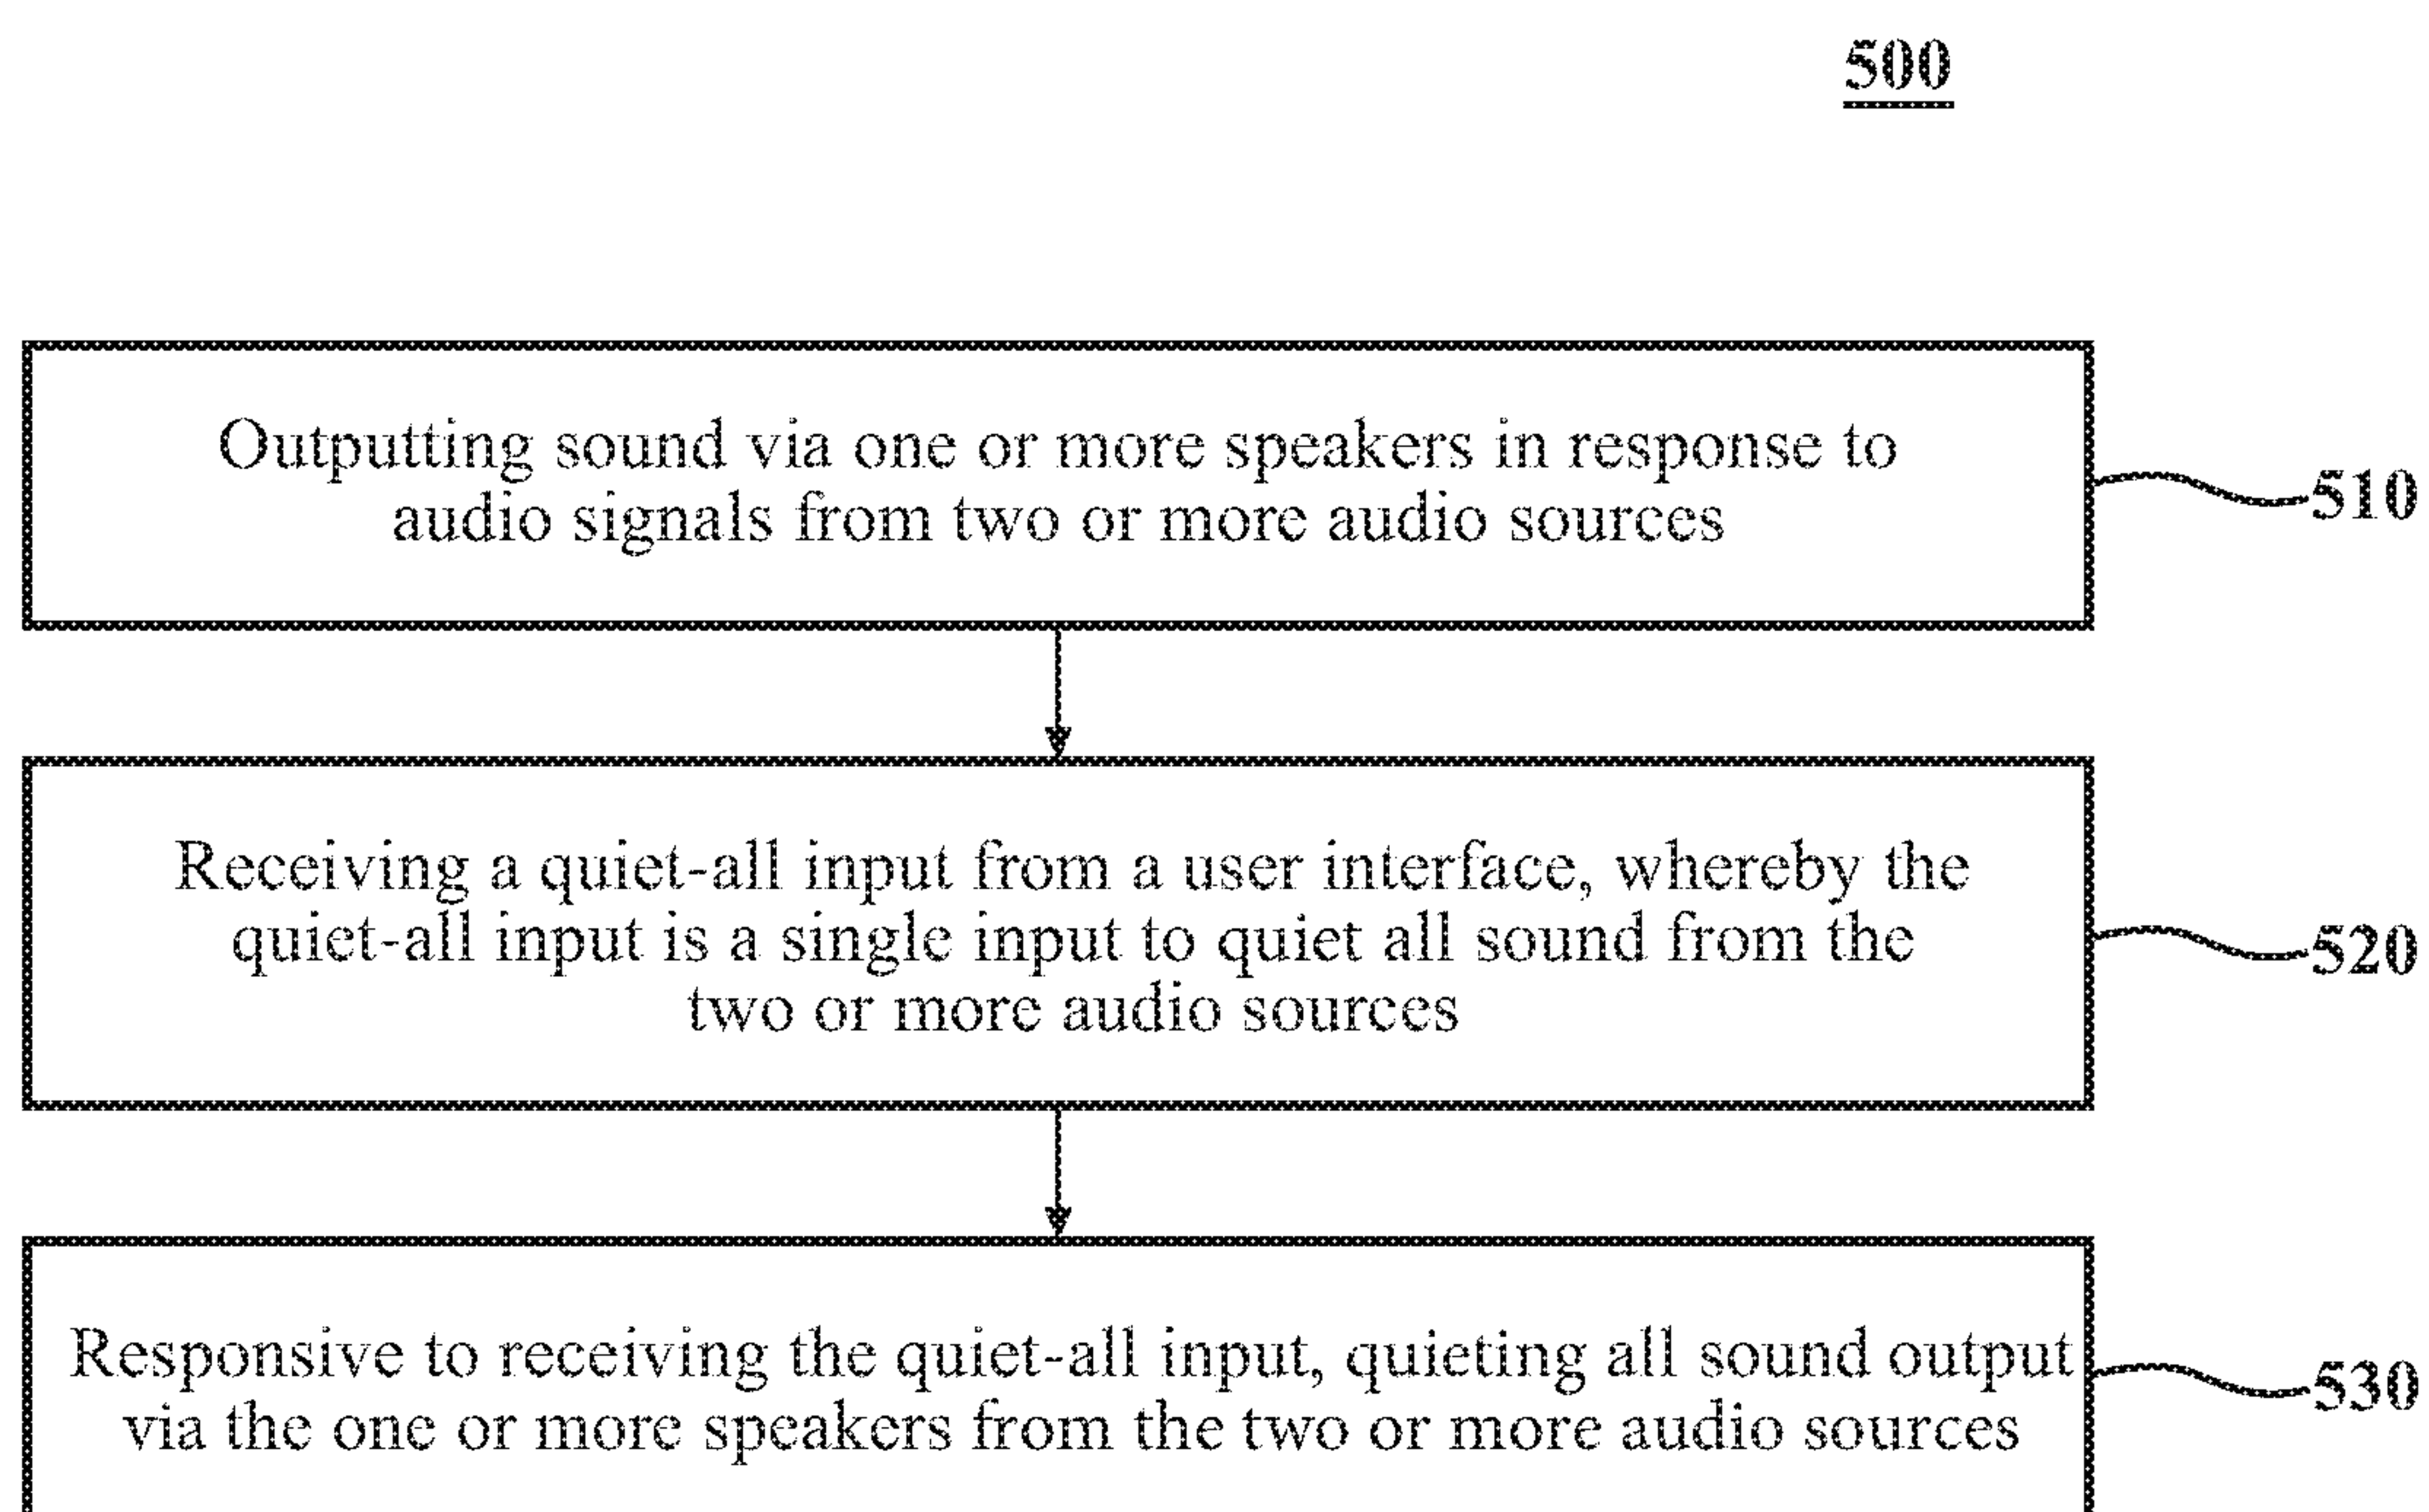 500
Outputting sound via one or more speakers in response to
audio signals from two or more audio sources
510
Receiving a quiet-all input from a user interface, whereby the
quiet-all input is a single input to quiet all sound from the
two or more audio sources
520
Responsive to receiving the quiet-all input, quieting all sound output
via the one or more speakers from the two or more audio sources
530